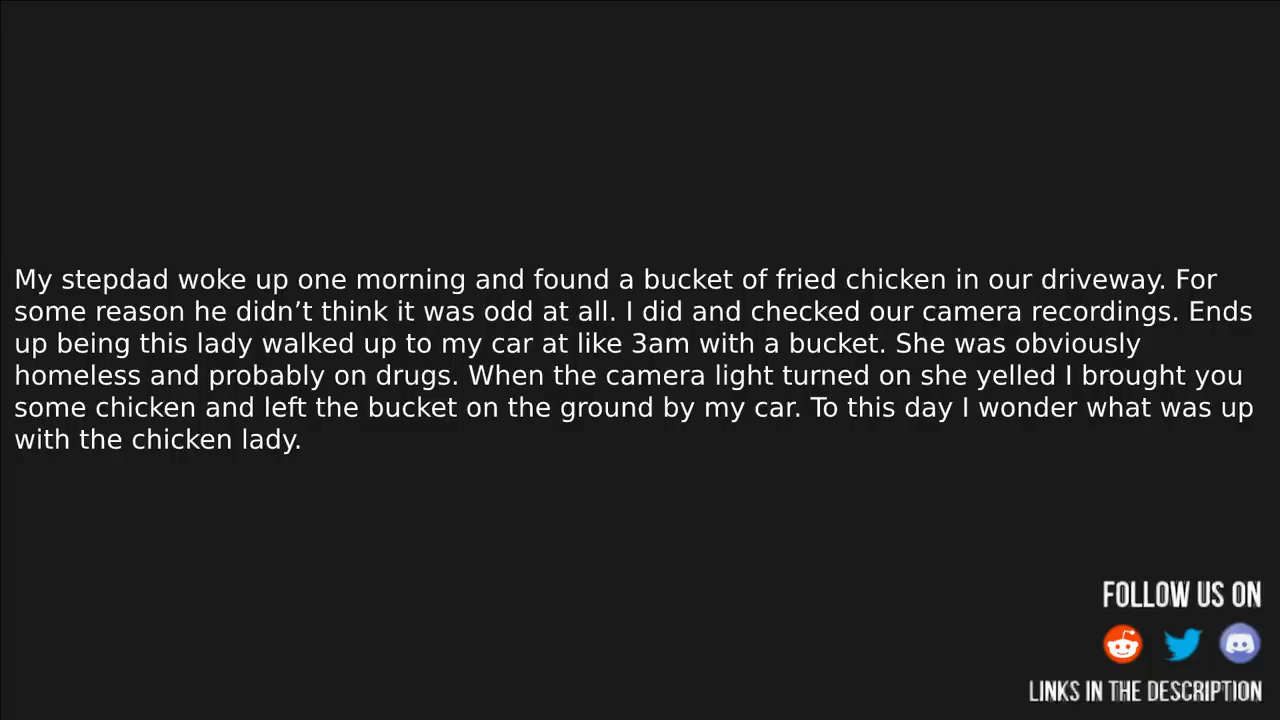 My stepdad woke up one morning and found a bucket of fried chicken in our driveway. For
some reason he didn’t think it was odd at all. I did and checked our camera recordings. Ends
up being this lady walked up to my car at like 3am with a bucket. She was obviously
homeless and probably on drugs. When the camera light turned on she yelled I brought you
some chicken and left the bucket on the ground by my car. To this day I wonder what was up
with the chicken lady.
FOLLOW US ON
LINKS IN THE DESCRIPTION